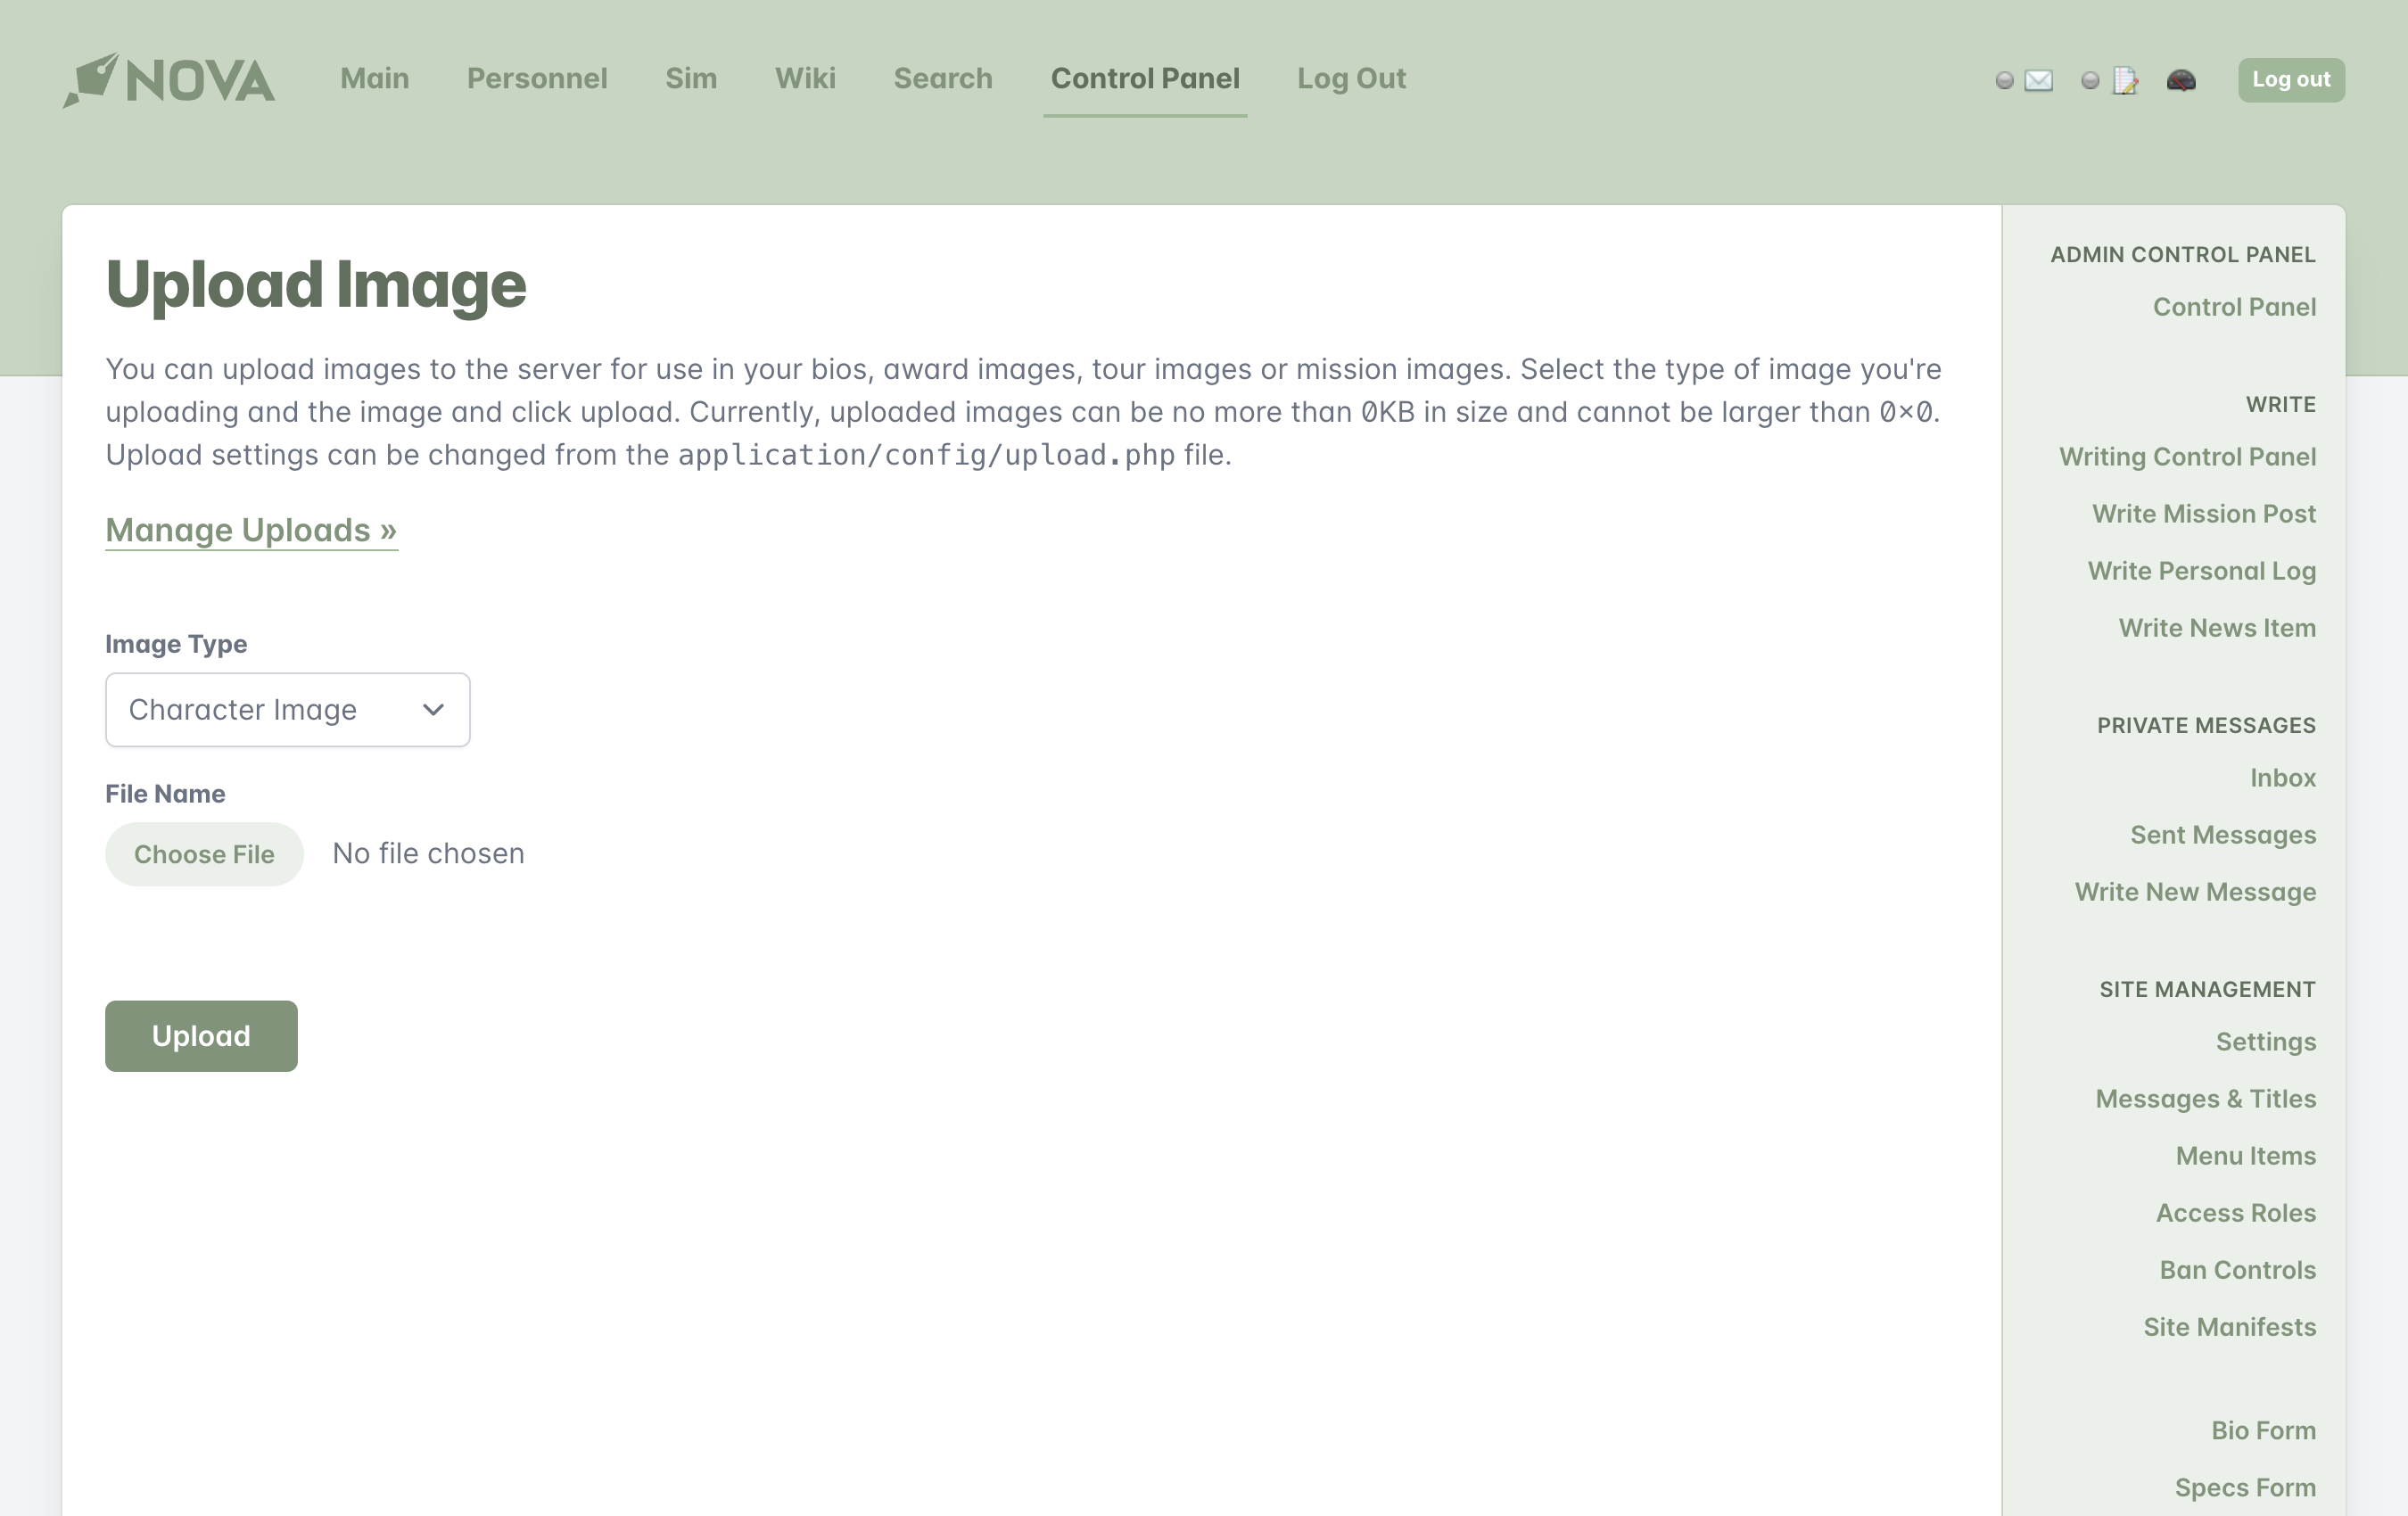 NOVA
Main
Personnel
Sim
Wiki
Search
Control Panel
Log Out
Log out
Upload Image
You can upload images to the server for use in your bios, award images, tour images or mission images. Select the type of image you're
uploading and the image and click upload. Currently, uploaded images can be no more than 0KB in size and cannot be larger than 0×0.
Upload settings can be changed from the application/config/upload.php file.
Manage Uploads »
Image Type
Character Image
File Name
Choose File
No file chosen
Upload
ADMIN CONTROL PANEL
Control Panel
WRITE
Writing Control Panel
Write Mission Post
Write Personal Log
Write News Item
PRIVATE MESSAGES
Inbox
Sent Messages
Write New Message
SITE MANAGEMENT
Settings
Messages & Titles
Menu Items
Access Roles
Ban Controls
Site Manifests
Bio Form
Specs Form